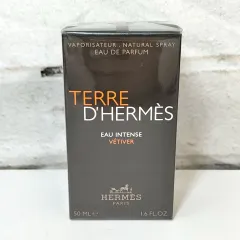 VAPORISATEUR . NATURAL SPRAY
EAU DE PARFUM
TERRE
D'HERMÈS
EAU INTENSE
VÉTIVER
HERMÈS
PARIS
50 ML ℮ 1.6 FL.OZ